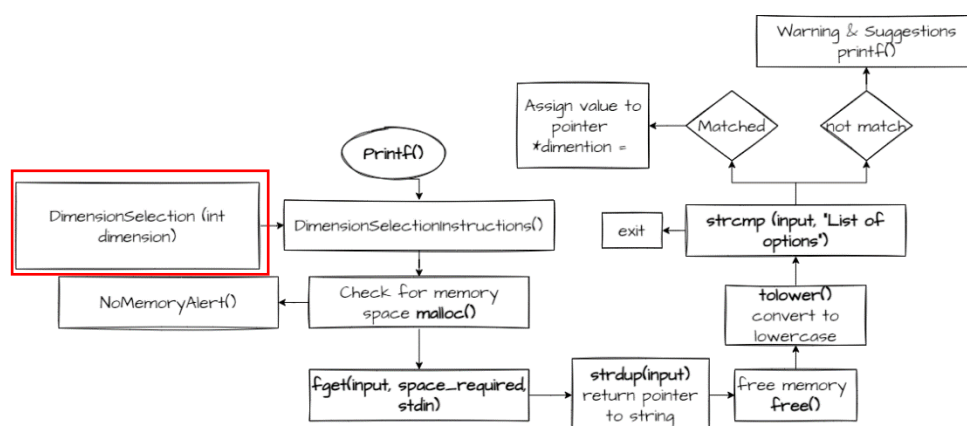 Warning & Suggestions
printf()
Assign value to
pointer
*dimention =
Matched
not match
Printf()
DimensionSelection (int
dimension)
DimensionSelectionInstructions()
exit
strcmp (input, "List of
options")
NoMemoryAlert()
Check for memory
space malloc()
tolower()
convert to
lowercase
fget(input, space_required,
stdin)
strdup(input)
return pointer
to string
free memory
free()